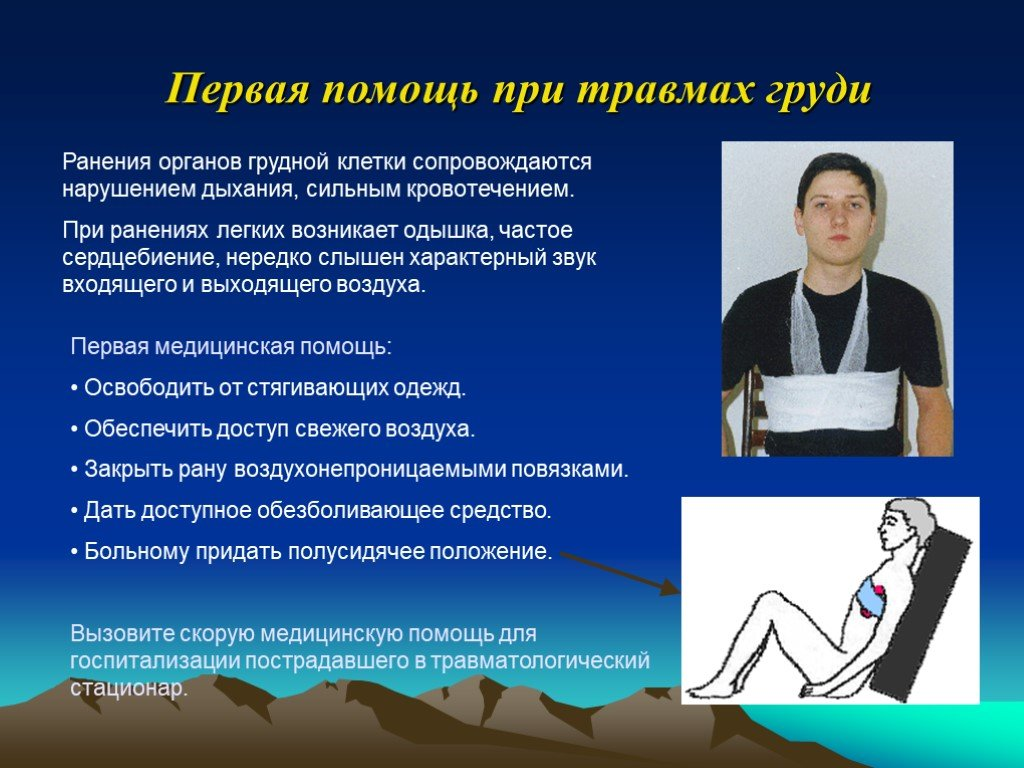 Первая помощь при травмах груди
Ранения органов грудной клетки сопровождаются
нарушением дыхания, сильным кровотечением.
При ранениях легких возникает одышка, частое
сердцебиение, нередко слышен характерный звук
входящего и выходящего воздуха.
Первая медицинская помощь:
• Освободить от стягивающих одежд.
• Обеспечить доступ свежего воздуха.
• Закрыть рану воздухонепроницаемыми повязками.
• Дать доступное обезболивающее средство.
• Больному придать полусидячее положение.
Вызовите скорую медицинскую помощь для
госпитализации пострадавшего в травматологический
стационар.